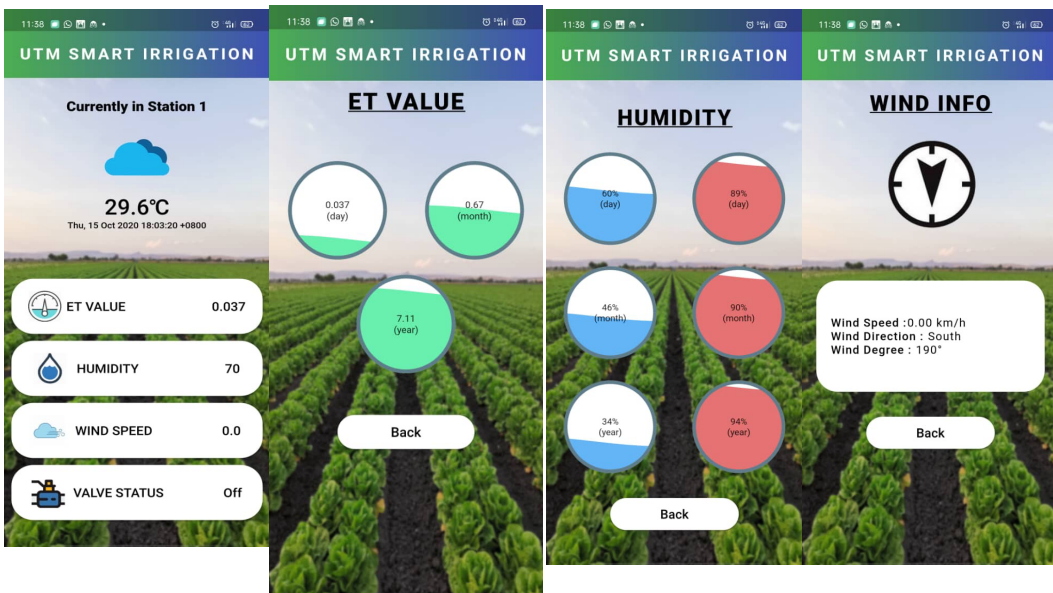 11:38
62
UTM SMART IRRIGATION
Currently in Station 1
29.6°C
Thu, 15 Oct 2020 18:03:20 +0800
ET VALUE 0.037
HUMIDITY 70
WIND SPEED 0.0
VALVE STATUS Off
11:38
62
UTM SMART IRRIGATION
ET VALUE
0.037
(day)
0.67
(month)
7.11
(year)
Back
11:38
62
UTM SMART IRRIGATION
HUMIDITY
60%
(day)
89%
(day)
46%
(month)
90%
(month)
34%
(year)
94%
(year)
Back
11:38
62
UTM SMART IRRIGATION
WIND INFO
Wind Speed :0.00 km/h
Wind Direction : South
Wind Degree : 190°
Back